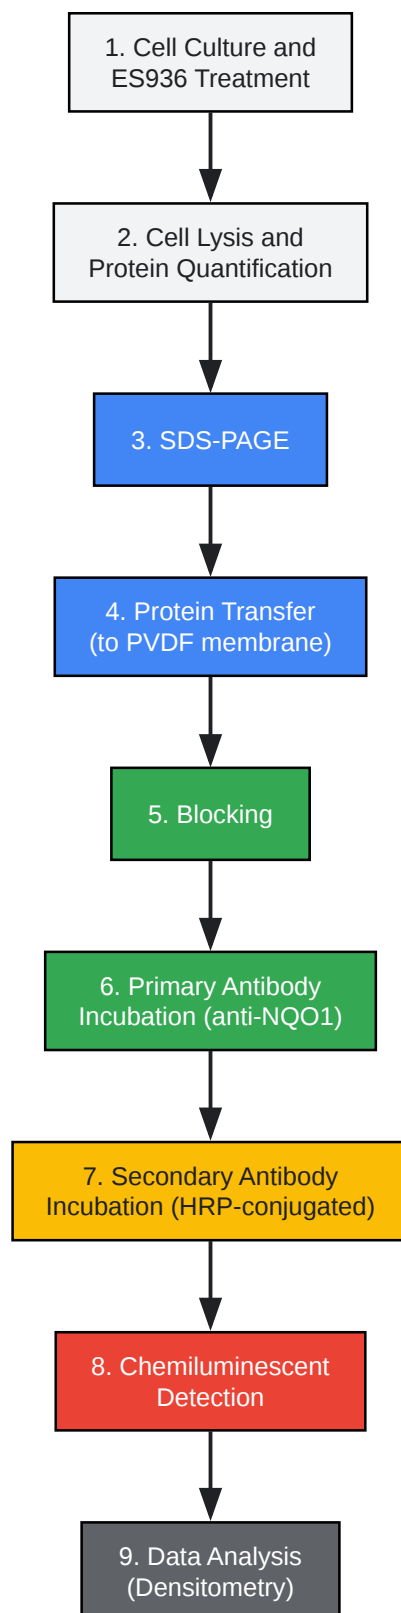 1. Cell Culture and
ES936 Treatment
2. Cell Lysis and
Protein Quantification
3. SDS-PAGE
4. Protein Transfer
(to PVDF membrane)
5. Blocking
6. Primary Antibody
Incubation (anti-NQO1)
7. Secondary Antibody
Incubation (HRP-conjugated)
8. Chemiluminescent
Detection
9. Data Analysis
(Densitometry)